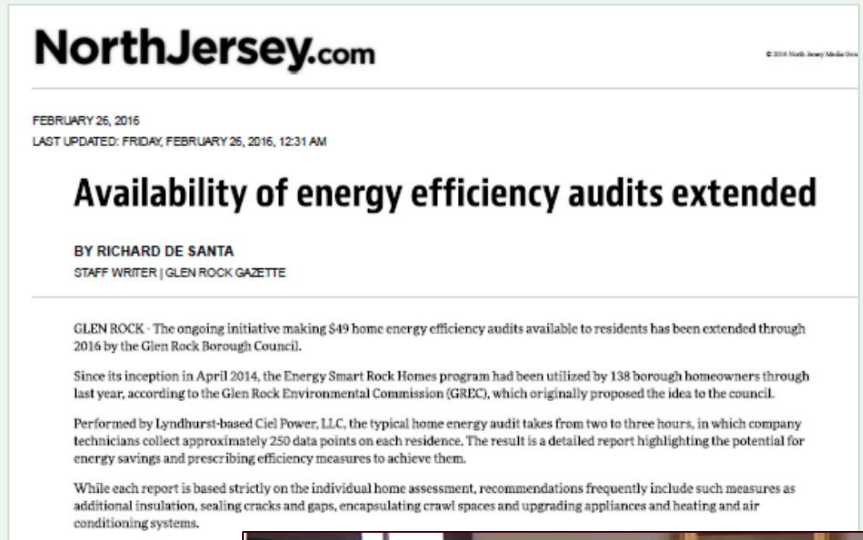 NorthJersey.com
© 2016 North Jersey Media Grou
FEBRUARY 26, 2016
LAST UPDATED: FRIDAY, FEBRUARY 26, 2016, 12:31 AM
Availability of energy efficiency audits extended
BY RICHARD DE SANTA
STAFF WRITER | GLEN ROCK GAZETTE
GLEN ROCK - The ongoing initiative making $49 home energy efficiency audits available to residents has been extended through
2016 by the Glen Rock Borough Council.
Since its inception in April 2014, the Energy Smart Rock Homes program had been utilized by 138 borough homeowners through
last year, according to the Glen Rock Environmental Commission (GREC), which originally proposed the idea to the council.
Performed by Lyndhurst-based Ciel Power, LLC, the typical home energy audit takes from two to three hours, in which company
technicians collect approximately 250 data points on each residence. The result is a detailed report highlighting the potential for
energy savings and prescribing efficiency measures to achieve them.
While each report is based strictly on the individual home assessment, recommendations frequently include such measures as
additional insulation, sealing cracks and gaps, encapsulating crawl spaces and upgrading appliances and heating and air
conditioning systems.